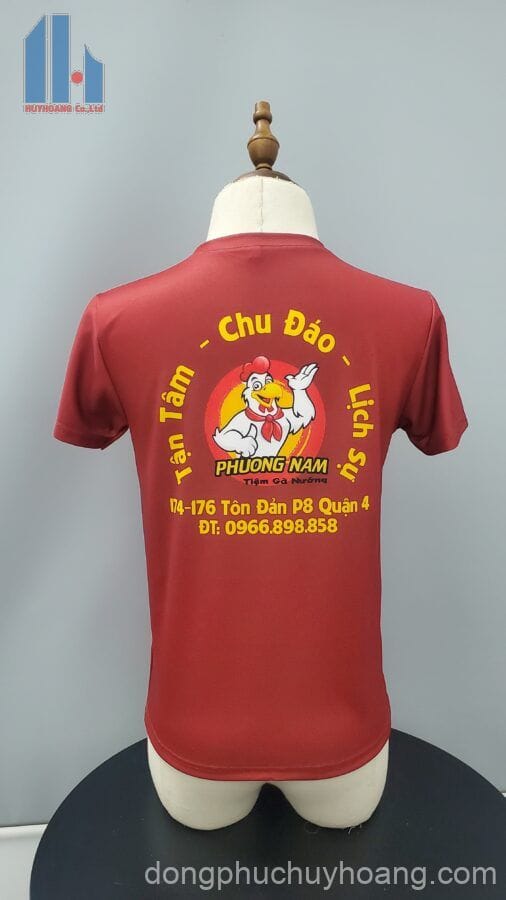 HUYHOANG Co.,Ltd
Tận Tâm - Chu Đáo - Lịch Sự
PHUONG NAM
Tiệm Gà Nướng
174-176 Tôn Đản P8 Quận 4
ĐT: 0966.898.858
dongphuchuyhoang.com